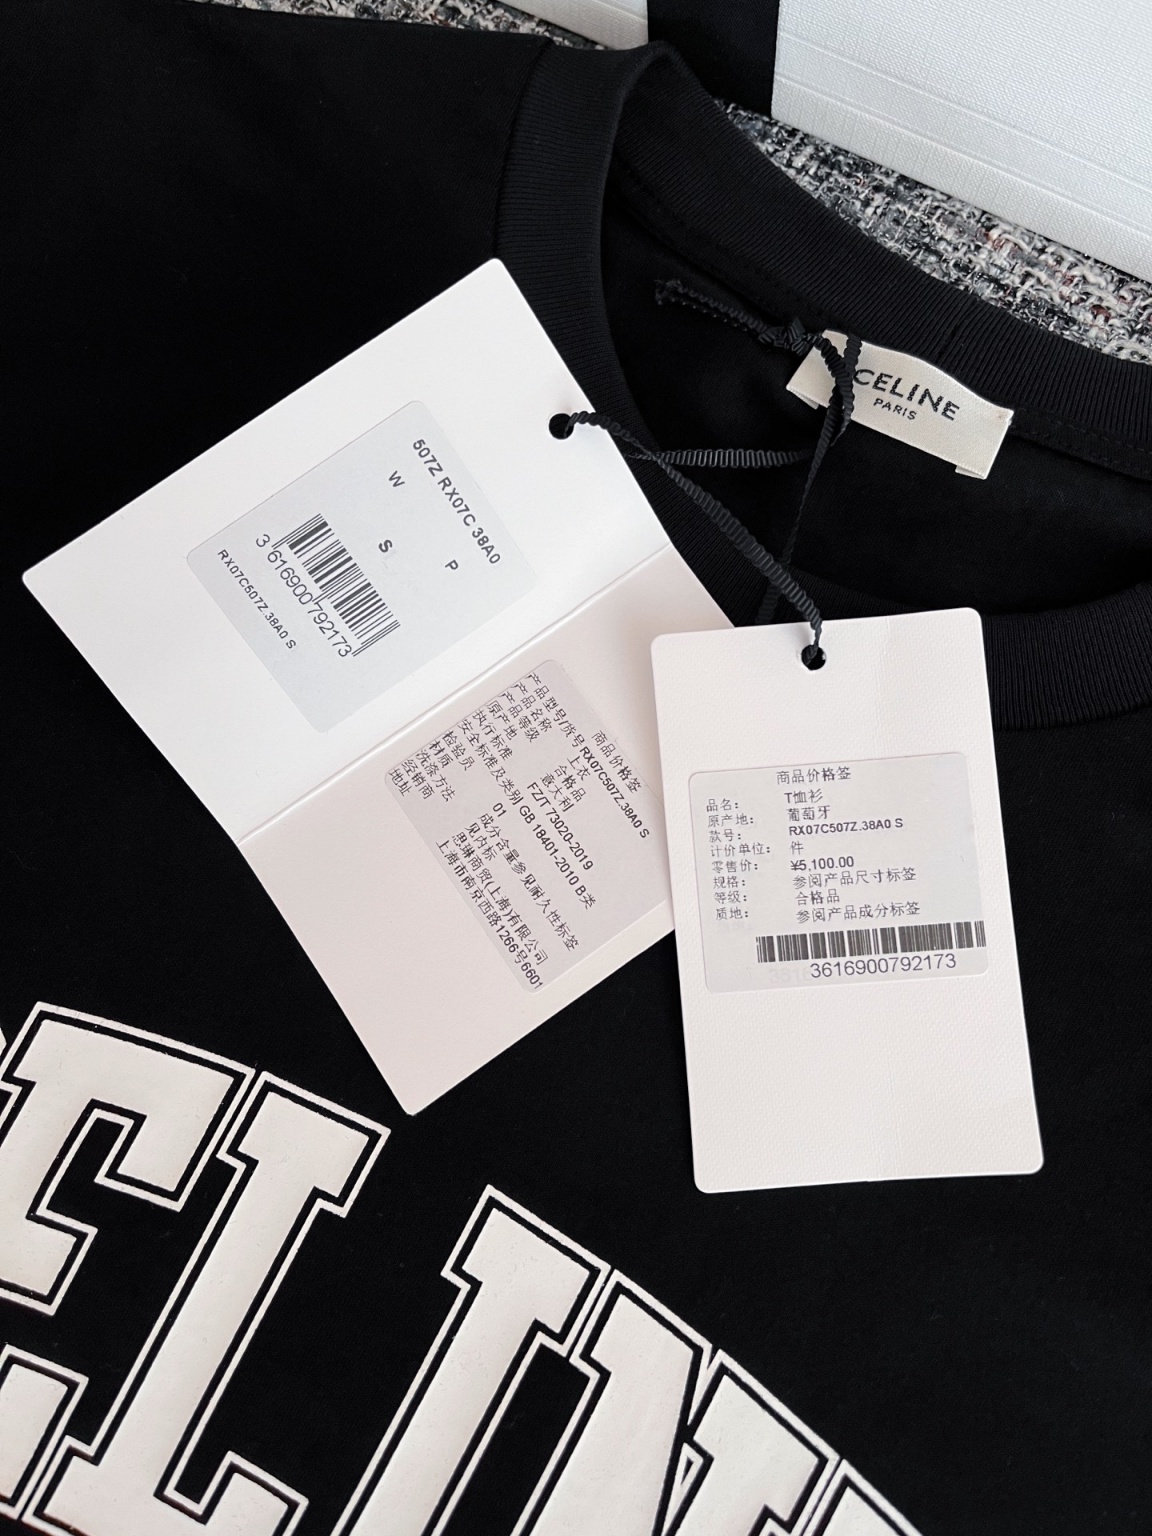 CELINE
PARIS
507Z RX07C 38A0
W
S
P
3 616900 792173
RX07C507Z.38A0 S
商品价格签
产品型号/货号 RX07C507Z.38A0 S
产品名称 上衣
产品等级 合格品
原产地 意大利
执行标准 FZ/T 73020-2019
安全标准及类别 GB 18401-2010 B类
检验员 01
材质 成分含量参见耐久性标签
洗涤方法 见内标
经销商 思琳商贸(上海)有限公司
地址 上海市南京西路1266号6601
商品价格签
品名: T恤衫
原产地: 葡萄牙
款号: RX07C507Z.38A0 S
计价单位: 件
零售价: ¥5,100.00
规格: 参阅产品尺寸标签
等级: 合格品
质地: 参阅产品成分标签
3616900792173
ELIN